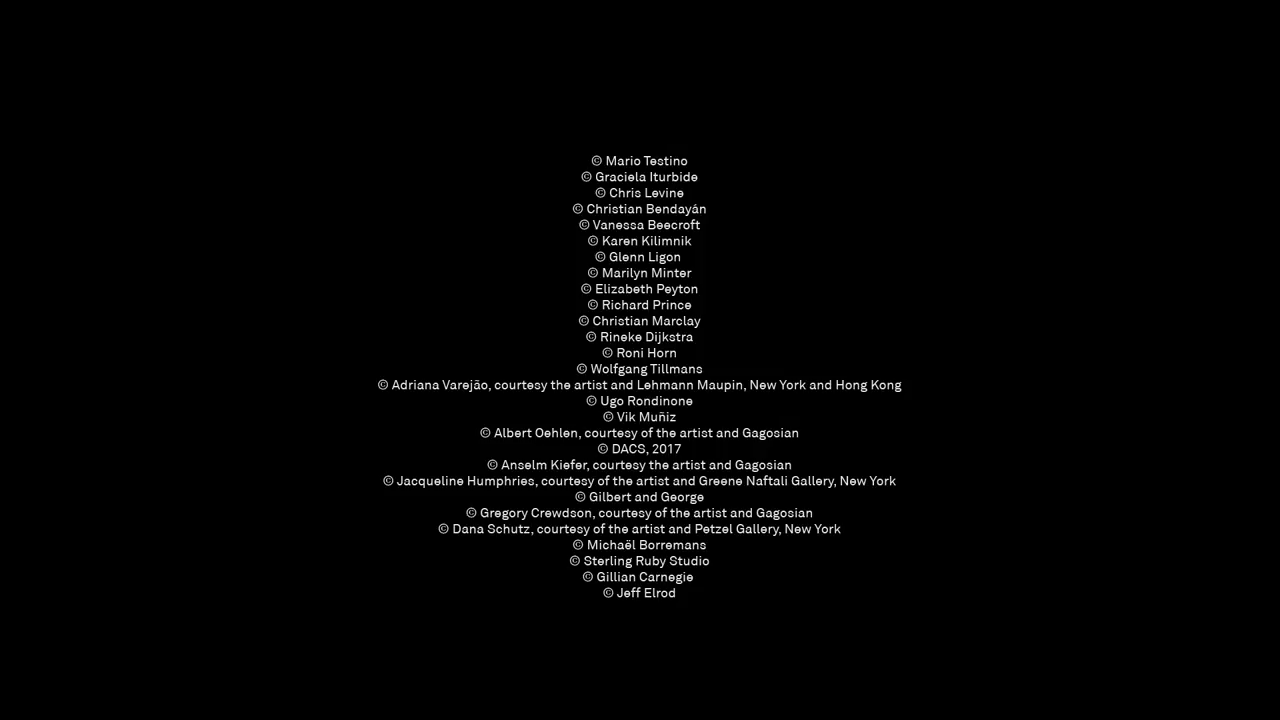 © Mario Testino
© Graciela Iturbide
© Chris Levine
© Christian Bendayán
© Vanessa Beecroft
© Karen Kilimnik
© Glenn Ligon
© Marilyn Minter
© Elizabeth Peyton
© Richard Prince
© Christian Marclay
© Rineke Dijkstra
© Roni Horn
© Wolfgang Tillmans
© Adriana Varejão, courtesy the artist and Lehmann Maupin, New York and Hong Kong
© Ugo Rondinone
© Vik Muñiz
© Albert Oehlen, courtesy of the artist and Gagosian
© DACS, 2017
© Anselm Kiefer, courtesy the artist and Gagosian
© Jacqueline Humphries, courtesy of the artist and Greene Naftali Gallery, New York
© Gilbert and George
© Gregory Crewdson, courtesy of the artist and Gagosian
© Dana Schutz, courtesy of the artist and Petzel Gallery, New York
© Michaël Borremans
© Sterling Ruby Studio
© Gillian Carnegie
© Jeff Elrod